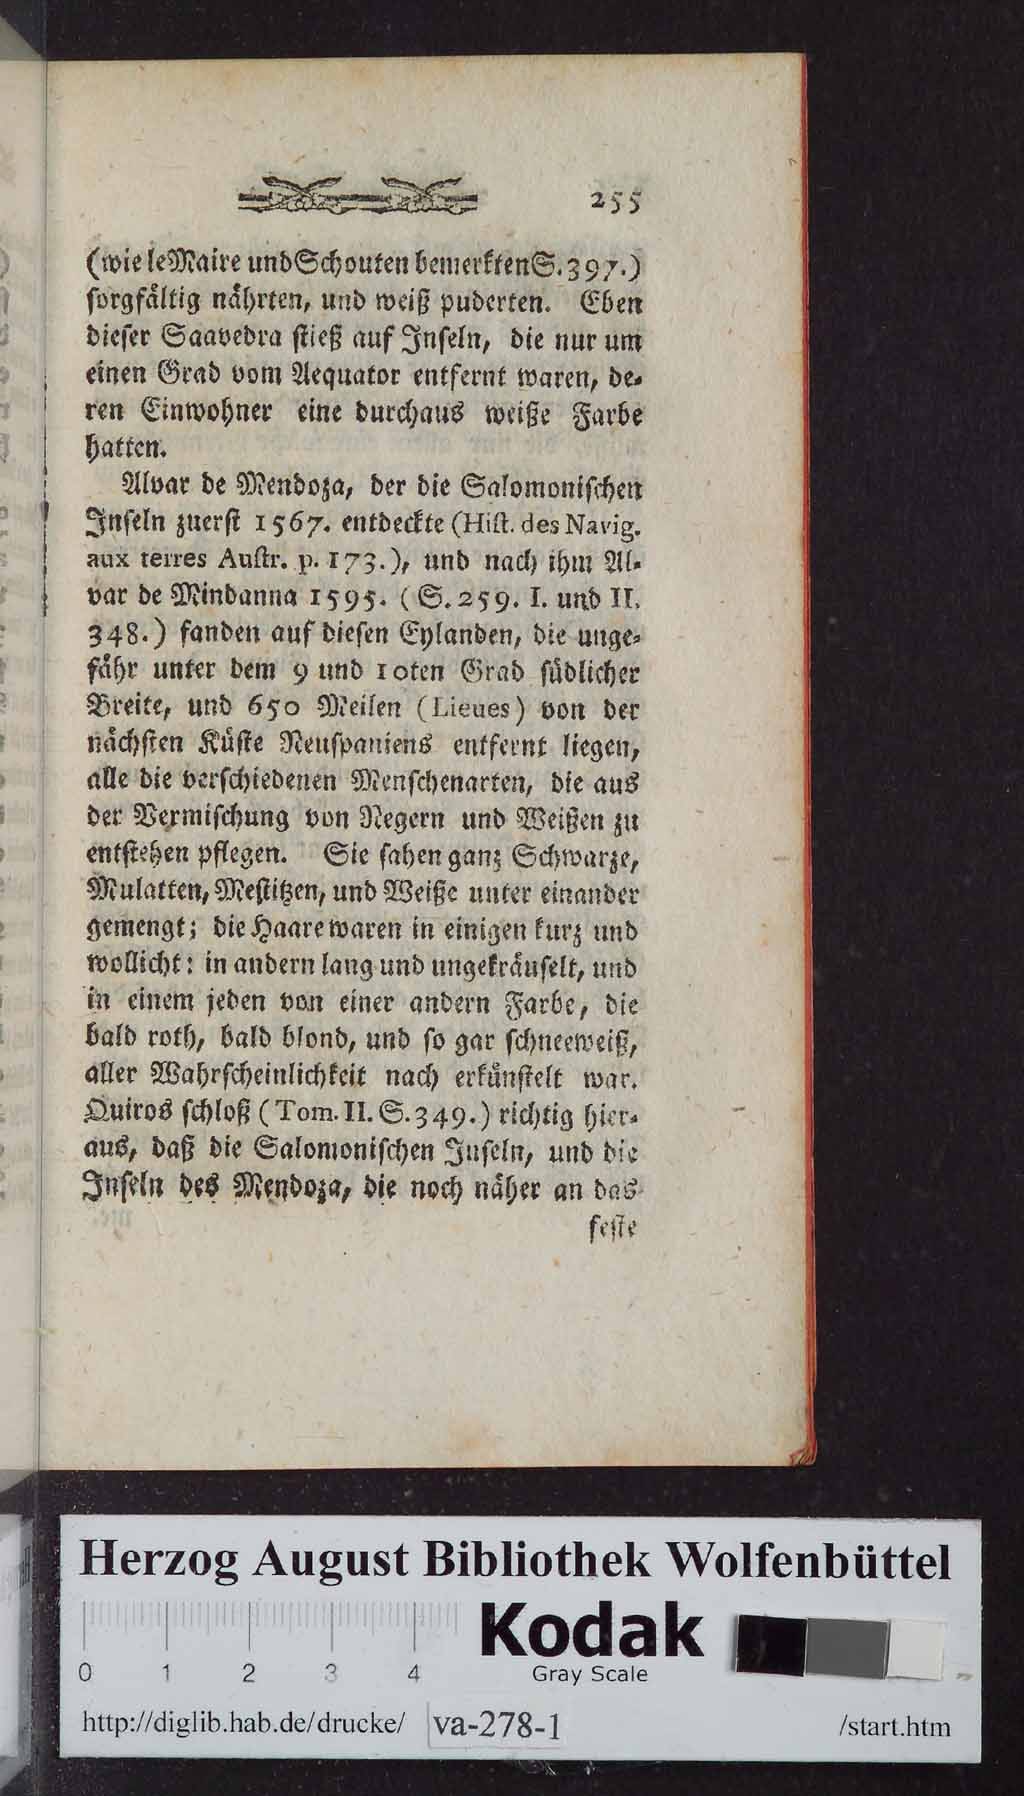 255
(wie le Maire und Schouten bemerkten S. 397.)
sorgfältig nährten, und weiß puderten. Eben
dieser Saavedra stieß auf Inseln, die nur um
einen Grad vom Aequator entfernt waren, de-
ren Einwohner eine durchaus weiße Farbe
hatten.
Alvar de Mendoza, der die Salomonischen
Inseln zuerst 1567. entdeckte (Hist. des Navig.
aux terres Austr. p. 173.), und nach ihm Al-
var de Mindanna 1595. (S. 259. I. und II.
348.) fanden auf diesen Eylanden, die unge-
fähr unter dem 9 und 10ten Grad südlicher
Breite, und 650 Meilen (Lieues) von der
nächsten Küste Neuspaniens entfernt liegen,
alle die verschiedenen Menschenarten, die aus
der Vermischung von Negern und Weißen zu
entstehen pflegen. Sie sahen ganz Schwarze,
Mulatten, Mestitzen, und Weiße unter einander
gemengt; die Haare waren in einigen kurz und
wollicht: in andern lang und ungekräuselt, und
in einem jeden von einer andern Farbe, die
bald roth, bald blond, und so gar schneeweiß,
aller Wahrscheinlichkeit nach erkünstelt war.
Quiros schloß (Tom. II. S. 349.) richtig hier-
aus, daß die Salomonischen Inseln, und die
Inseln des Mendoza, die noch näher an das
feste
Herzog August Bibliothek Wolfenbüttel
Kodak
0 1 2 3 4 Gray Scale
http://diglib.hab.de/drucke/ va-278-1 /start.htm